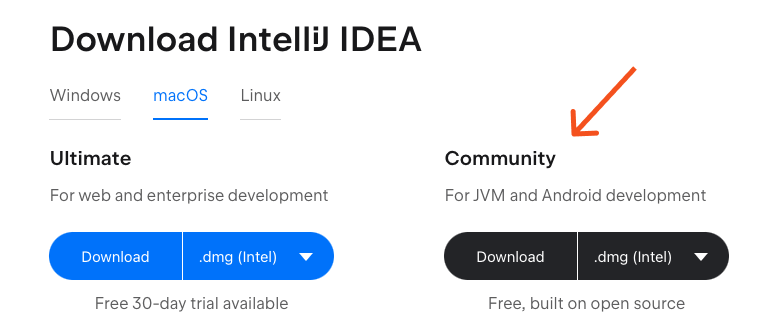 Download IntelliJ IDEA
Windows macOS Linux
Ultimate
For web and enterprise development
Download .dmg (Intel)
Free 30-day trial available
Community
For JVM and Android development
Download .dmg (Intel)
Free, built on open source